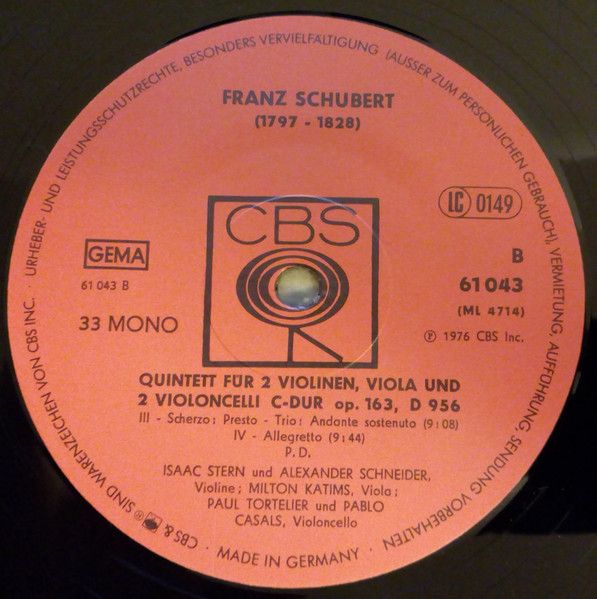 URHEBER- UND LEISTUNGSSCHUTZRECHTE, BESONDERS VERVIELFÄLTIGUNG (AUSSER ZUM PERSÖNLICHEN GEBRAUCH), VERMIETUNG, AUFFÜHRUNG, SENDUNG VORBEHALTEN ·
FRANZ SCHUBERT
(1797 - 1828)
CBS
LC 0149
GEMA
B
61 043 B
61 043
(ML 4714)
33 MONO
℗ 1976 CBS Inc.
QUINTETT FÜR 2 VIOLINEN, VIOLA UND
2 VIOLONCELLI C-DUR op. 163, D 956
III - Scherzo; Presto - Trio: Andante sostenuto (9:08)
IV - Allegretto (9:44)
P.D.
ISAAC STERN und ALEXANDER SCHNEIDER,
Violine; MILTON KATIMS, Viola;
PAUL TORTELIER und PABLO
CASALS, Violoncello
CBS & ® SIND WARENZEICHEN VON CBS INC. ·
· MADE IN GERMANY ·